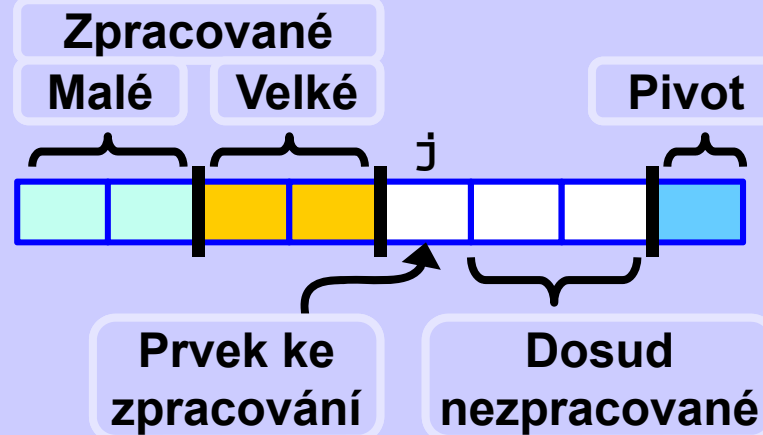 Zpracované
Malé
Velké
Pivot
j
Prvek ke
zpracování
Dosud
nezpracované